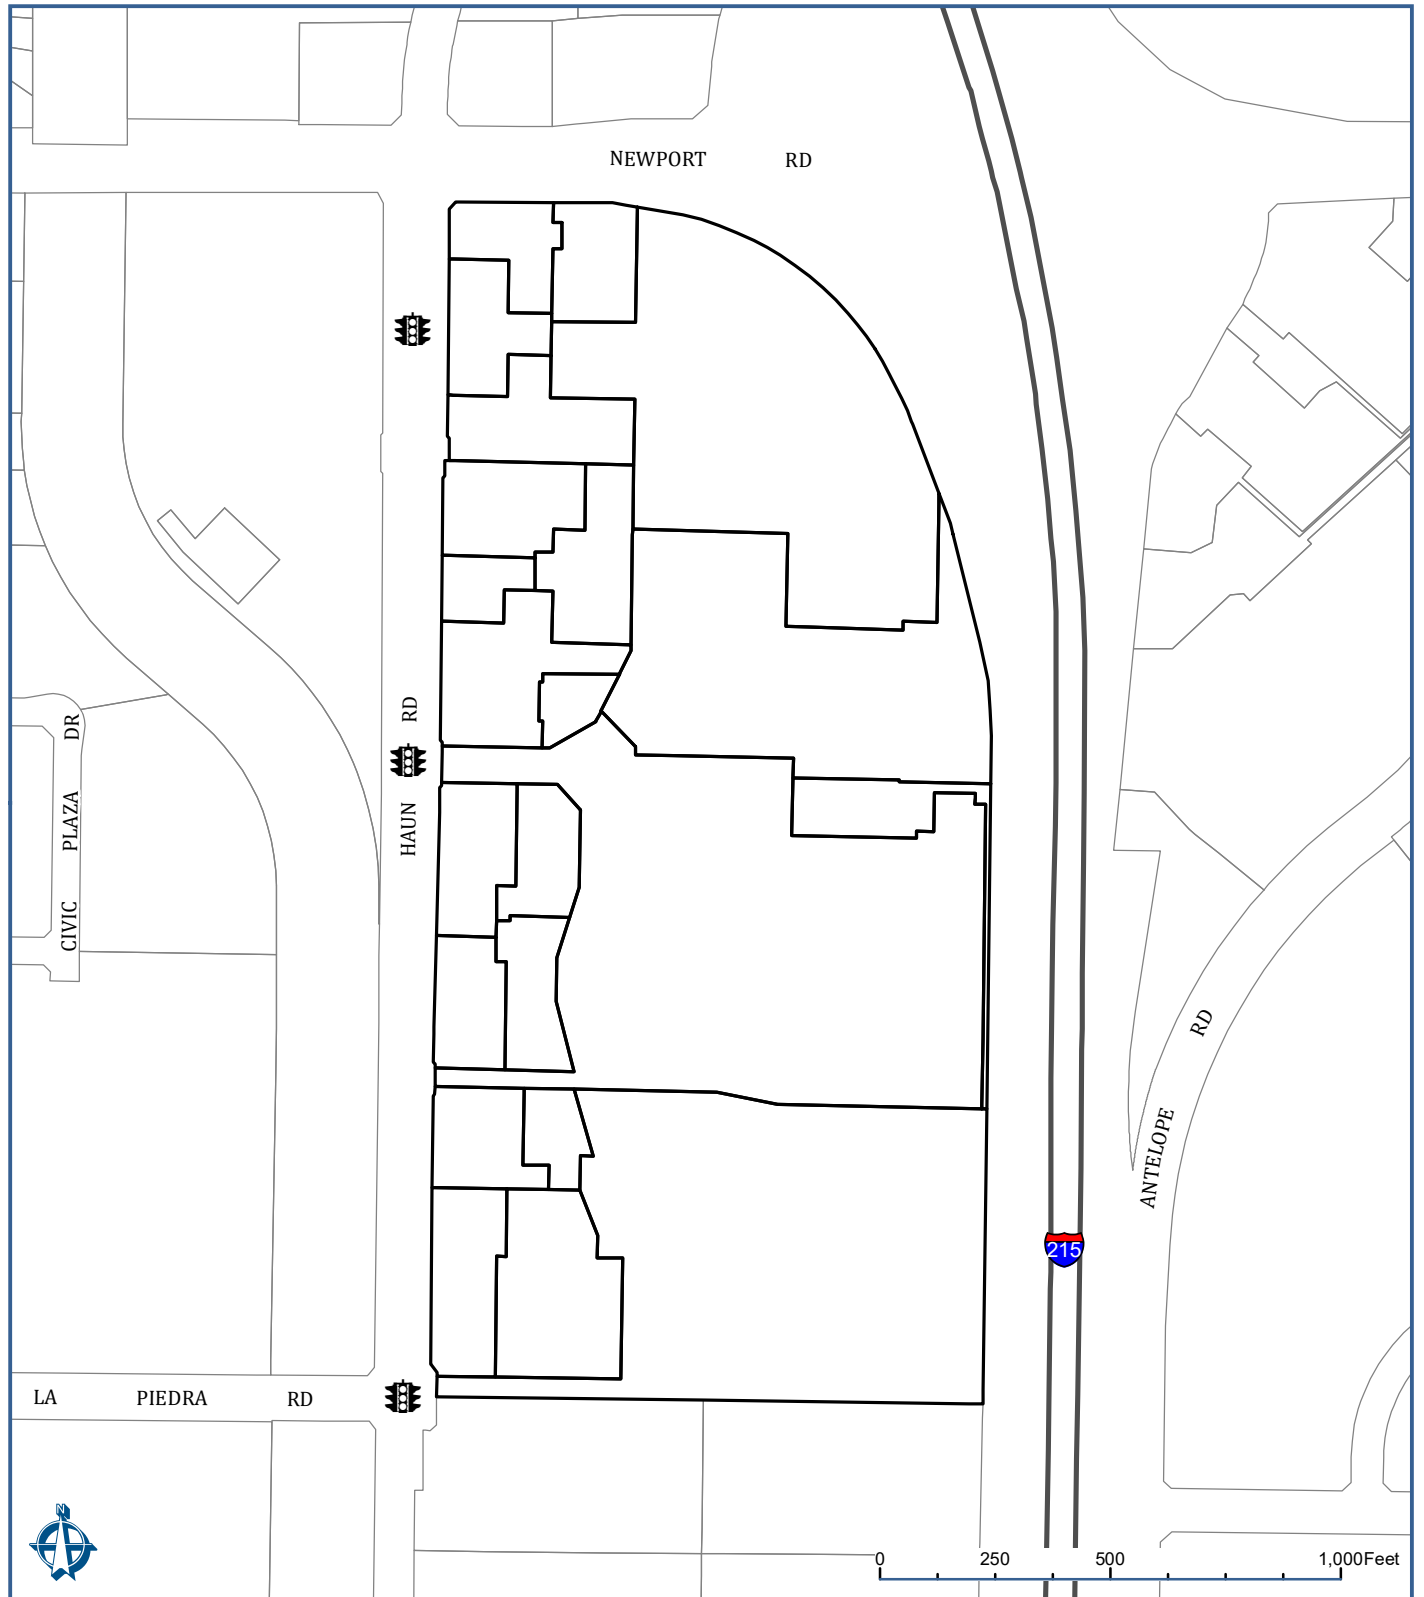 NEWPORT RD
CIVIC PLAZA DR
HAUN RD
ANTELOPE RD
215
LA PIEDRA RD
N
0 250 500 1,000Feet